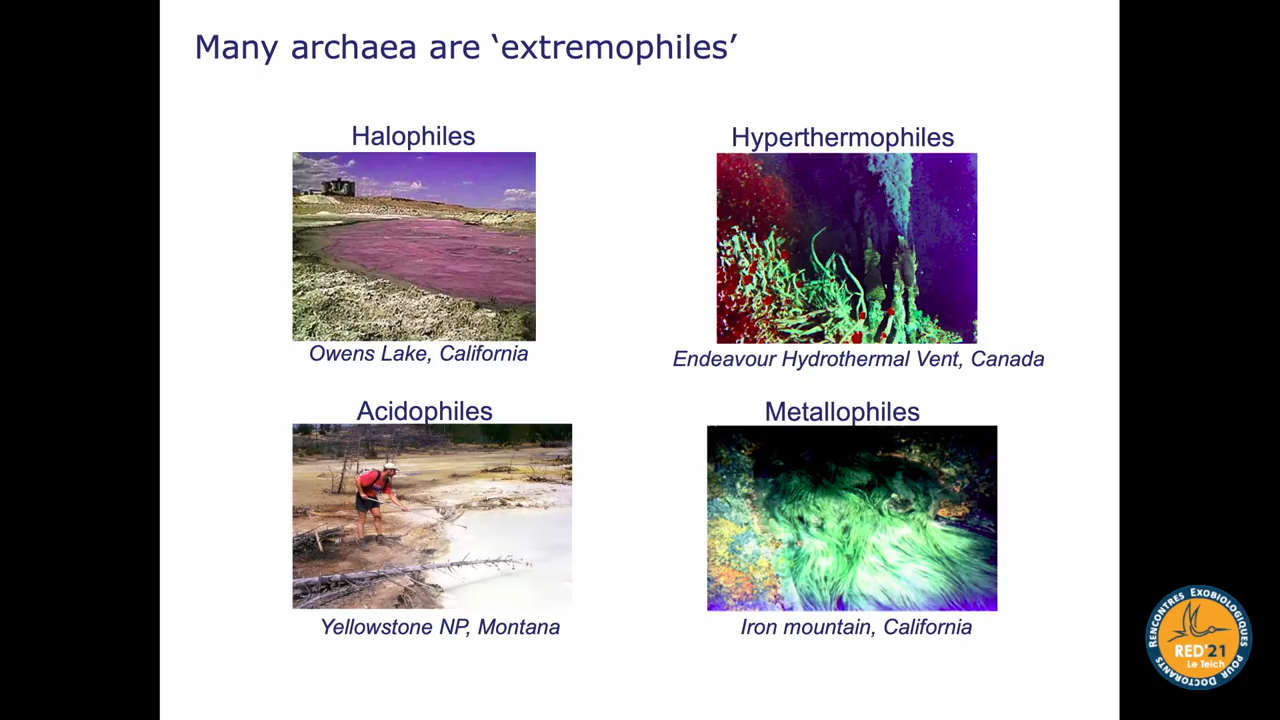 Many archaea are ‘extremophiles’
Halophiles
Hyperthermophiles
Owens Lake, California
Endeavour Hydrothermal Vent, Canada
Acidophiles
Metallophiles
Yellowstone NP, Montana
Iron mountain, California
RENCONTRES EXOBIOLOGIQUES POUR DOCTORANTS
RED'21
Le Teich